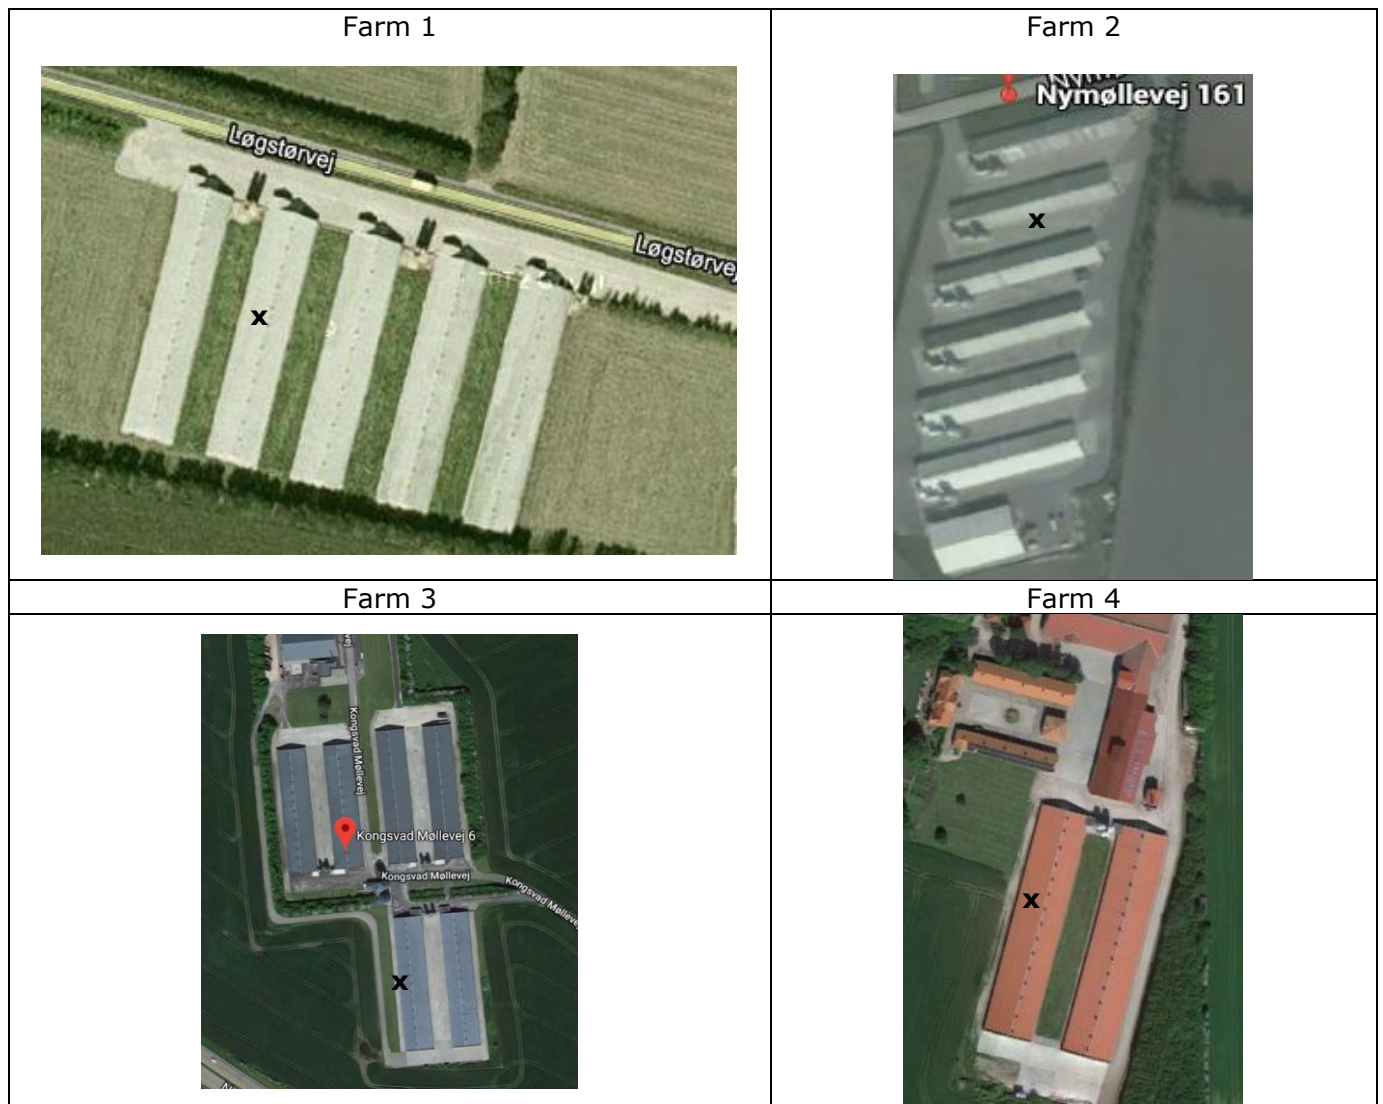 Farm 1
Farm 2
Løgstørvej
Løgstørvej
x
Nymøllevej 161
x
Farm 3
Farm 4
Kongsvad Møllevej
Kongsvad Møllevej 6
Kongsvad Møllevej
Kongsvad Møllevej
x
x